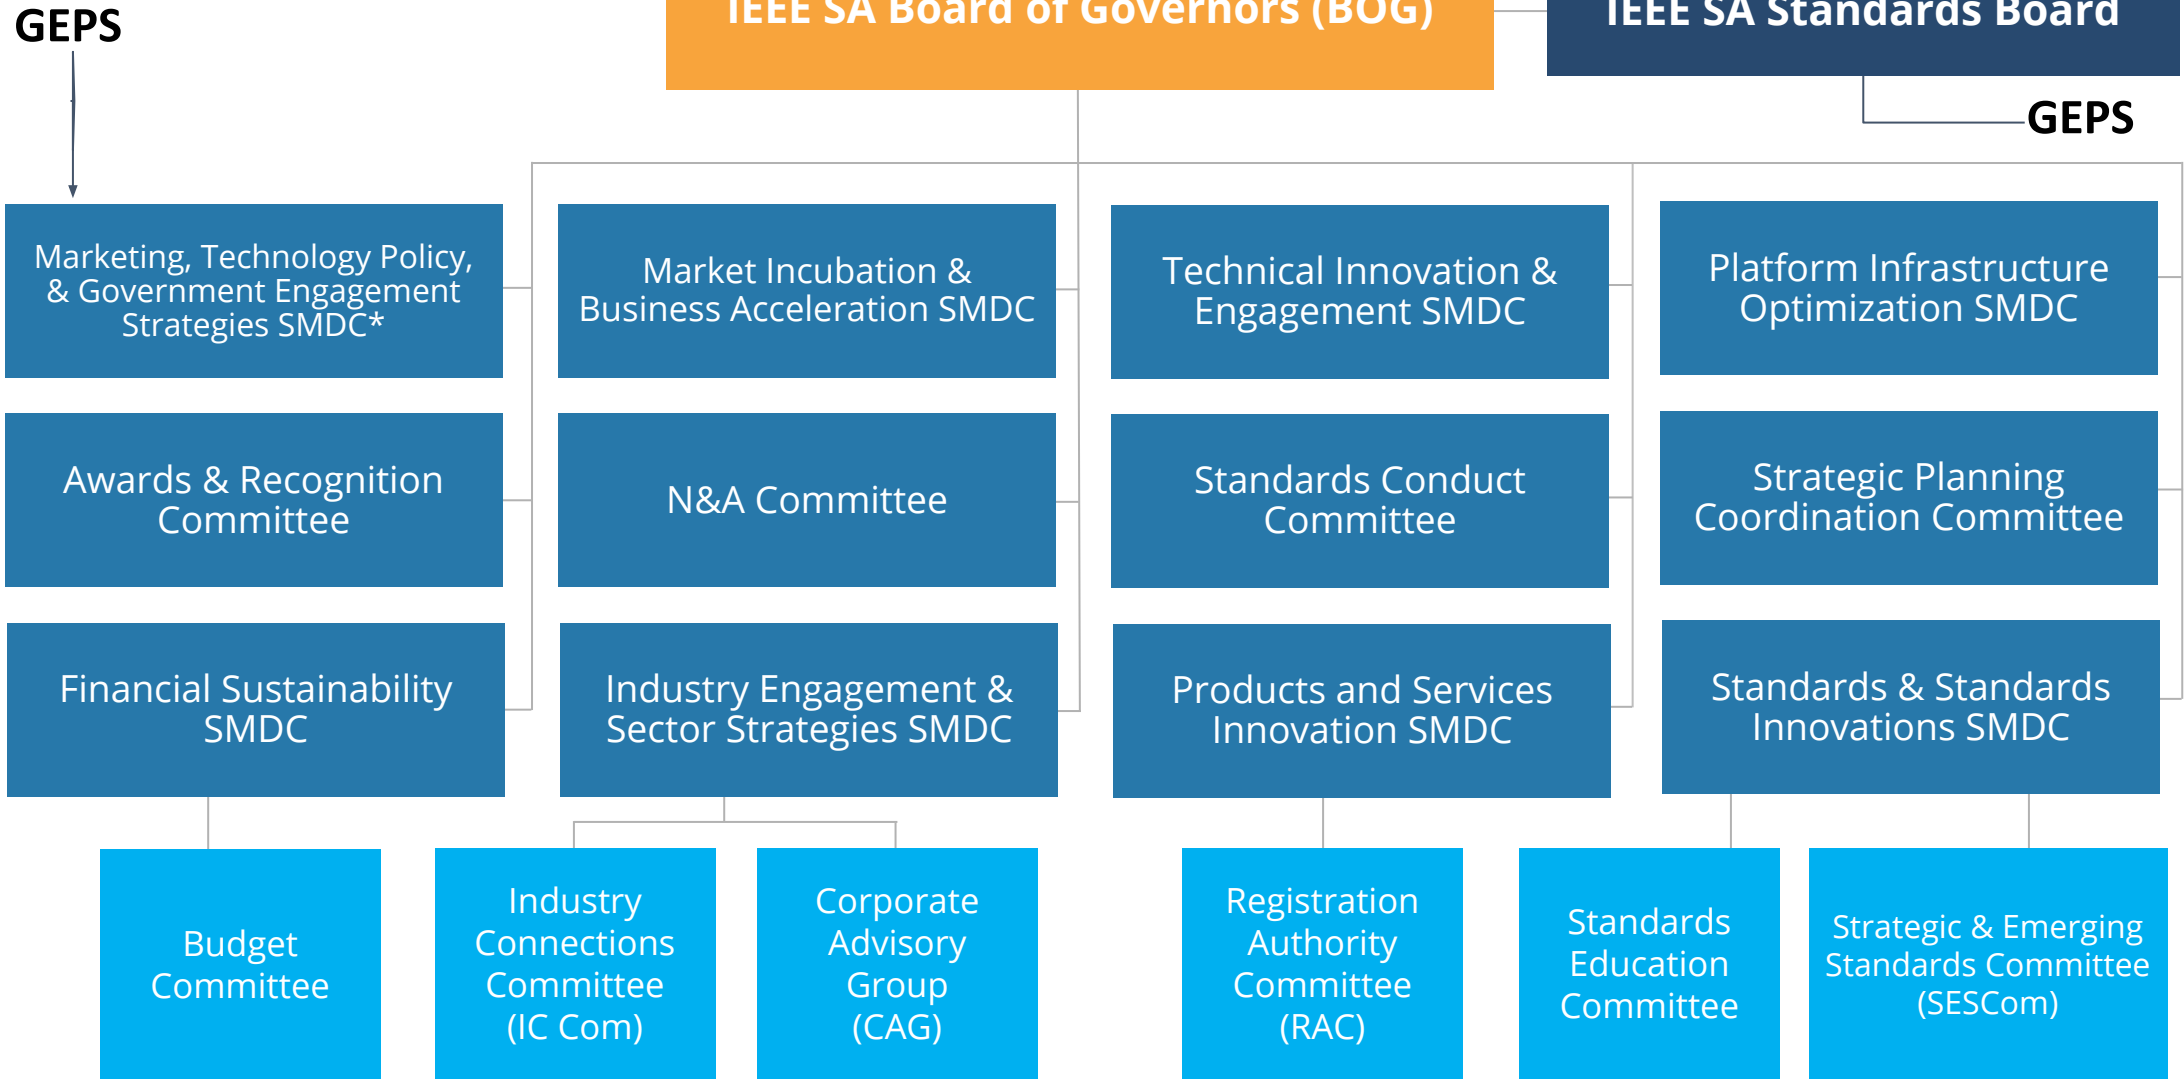 GEPS
IEEE SA Board of Governors (BOG)
IEEE SA Standards Board
GEPS
Marketing, Technology Policy,
& Government Engagement
Strategies SMDC*
Market Incubation &
Business Acceleration SMDC
Technical Innovation &
Engagement SMDC
Platform Infrastructure
Optimization SMDC
Awards & Recognition
Committee
N&A Committee
Standards Conduct
Committee
Strategic Planning
Coordination Committee
Financial Sustainability
SMDC
Industry Engagement &
Sector Strategies SMDC
Products and Services
Innovation SMDC
Standards & Standards
Innovations SMDC
Budget
Committee
Industry
Connections
Committee
(IC Com)
Corporate
Advisory
Group
(CAG)
Registration
Authority
Committee
(RAC)
Standards
Education
Committee
Strategic & Emerging
Standards Committee
(SESCom)